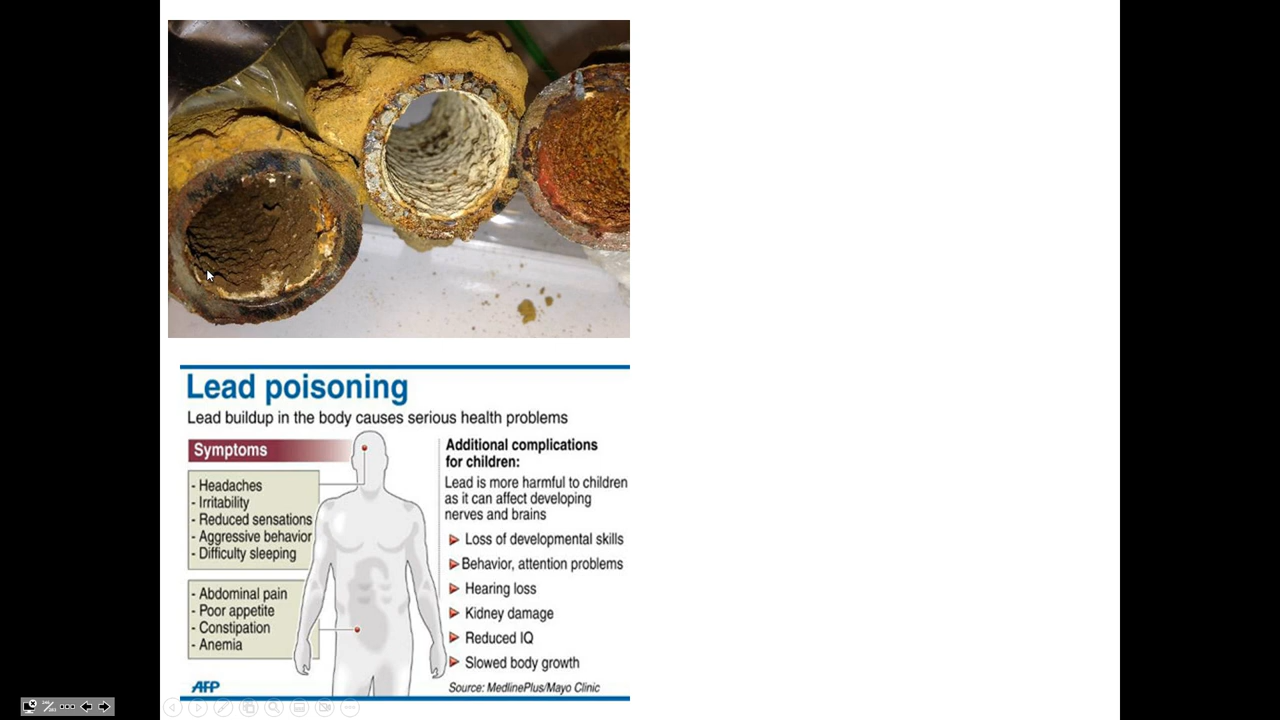 Lead poisoning
Lead buildup in the body causes serious health problems
Symptoms
- Headaches
- Irritability
- Reduced sensations
- Aggressive behavior
- Difficulty sleeping
- Abdominal pain
- Poor appetite
- Constipation
- Anemia
Additional complications
for children:
Lead is more harmful to children
as it can affect developing
nerves and brains
Loss of developmental skills
Behavior, attention problems
Hearing loss
Kidney damage
Reduced IQ
Slowed body growth
AFP
Source: MedlinePlus/Mayo Clinic